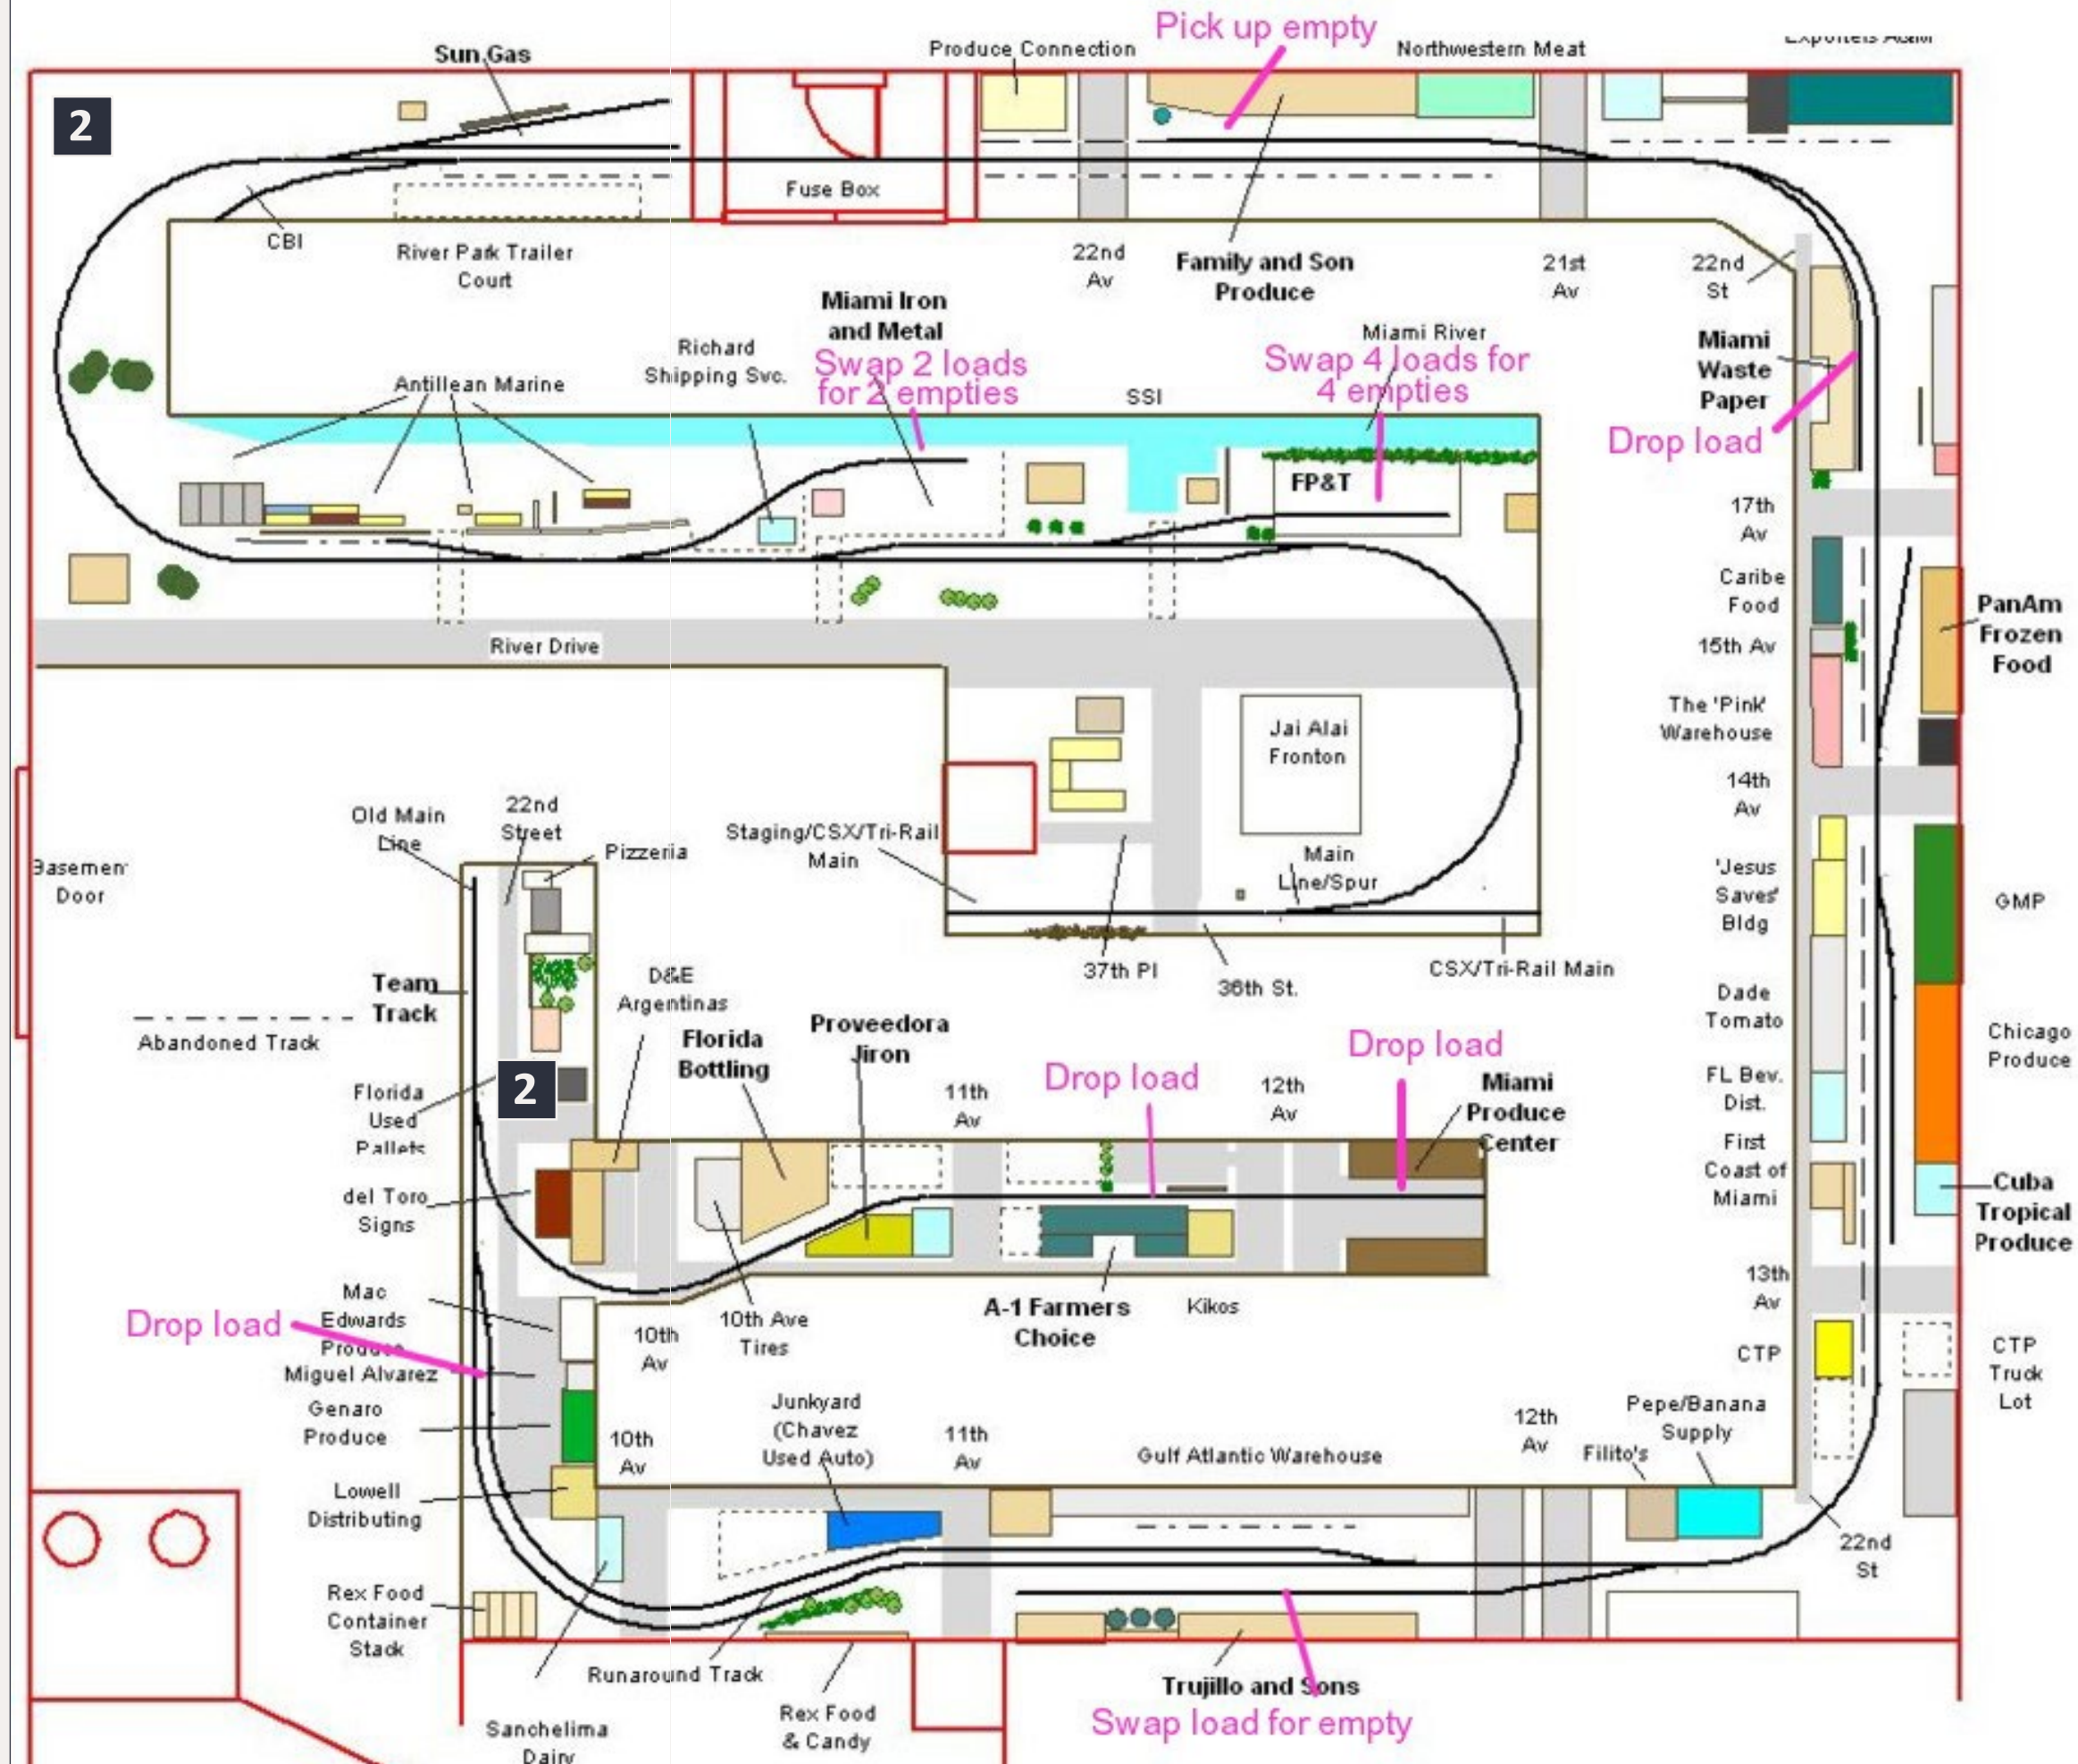 Pick up empty
Sun Gas
Produce Connection
Northwestern Meat
2
Fuse Box
CBI
River Park Trailer
Court
22nd
Av
Family and Son
Produce
21st
Av
22nd
St
Miami Iron
and Metal
Miami River
Richard
Shipping Svc.
Swap 2 loads
for 2 empties
Swap 4 loads for
4 empties
Miami
Waste
Paper
Antillean Marine
SSI
Drop load
FP&T
17th
Av
Caribe
Food
PanAm
Frozen
Food
15th Av
River Drive
The 'Pink'
Warehouse
Jai Alai
Fronton
14th
Av
Old Main
Line
22nd
Street
Pizzeria
Staging/CSX/Tri-Rail
Main
Main
Line/Spur
Basement
Door
'Jesus
Saves'
Bldg
GMP
37th Pl
36th St.
CSX/Tri-Rail Main
Team
Track
D&E
Argentinas
Abandoned Track
Florida
Bottling
Proveedora
Jiron
Dade
Tomato
Chicago
Produce
Drop load
Drop load
2
Florida
Used
Pallets
11th
Av
12th
Av
Miami
Produce
Center
FL Bev.
Dist.
First
Coast of
Miami
Cuba
Tropical
Produce
del Toro
Signs
Mac
Edwards
Produce
Drop load
Miguel Alvarez
10th
Av
10th Ave
Tires
A-1 Farmers
Choice
Kikos
13th
Av
CTP
CTP
Truck
Lot
Genaro
Produce
10th
Av
Junkyard
(Chavez
Used Auto)
11th
Av
Gulf Atlantic Warehouse
12th
Av
Filito's
Pepe/Banana
Supply
Lowell
Distributing
22nd
St
Rex Food
Container
Stack
Runaround Track
Trujillo and Sons
Swap load for empty
Sanchelima
Dairy
Rex Food
& Candy